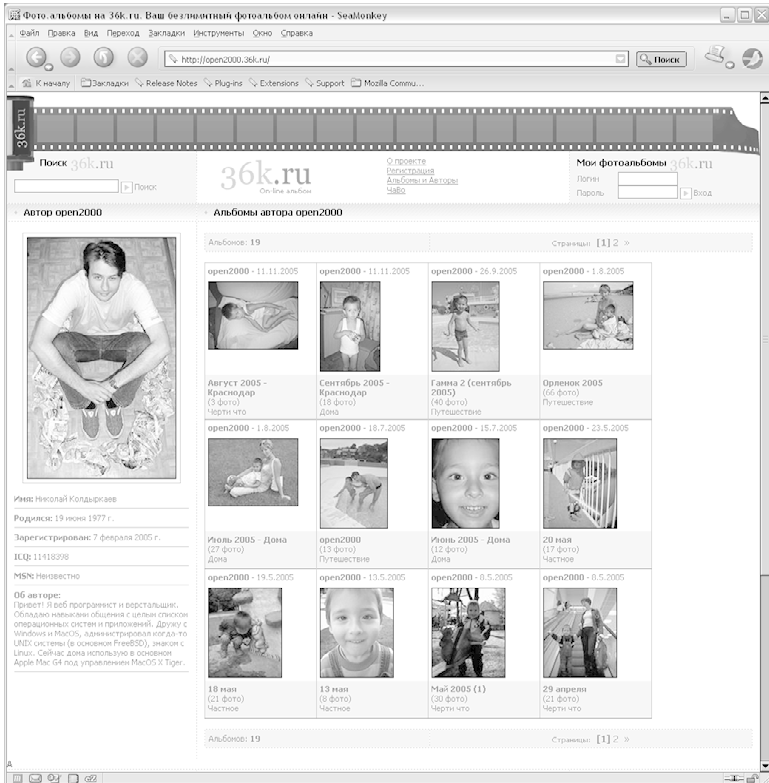 Фото.альбомы на 36k.ru. Ваш безлимитный фотоальбом онлайн - SeaMonkey
Файл Правка Вид Переход Закладки Инструменты Окно Справка
http://open2000.36k.ru/ Поиск
К началу Закладки Release Notes Plug-ins Extensions Support Mozilla Commu...
36k.ru
Поиск 36k.ru
Поиск
36k.ru
On-line альбом
О проекте
Регистрация
Альбомы и Авторы
ЧаВо
Мои фотоальбомы 36k.ru
Логин
Пароль Вход
Автор open2000
Альбомы автора open2000
Альбомов: 19 Страницы: [1] 2 »
open2000 - 11.11.2005 open2000 - 11.11.2005 open2000 - 26.9.2005 open2000 - 1.8.2005
Август 2005 - Краснодар
(3 фото)
Черти что
Сентябрь 2005 - Краснодар
(18 фото)
Дома
Гамма 2 (сентябрь 2005)
(40 фото)
Путешествие
Орленок 2005
(66 фото)
Путешествие
open2000 - 1.8.2005 open2000 - 18.7.2005 open2000 - 15.7.2005 open2000 - 23.5.2005
Июль 2005 - Дома
(27 фото)
Дома
open2000
(13 фото)
Путешествие
Июнь 2005 - Дома
(12 фото)
Дома
20 мая
(17 фото)
Частное
open2000 - 19.5.2005 open2000 - 13.5.2005 open2000 - 8.5.2005 open2000 - 8.5.2005
18 мая
(21 фото)
Частное
13 мая
(8 фото)
Частное
Май 2005 (1)
(30 фото)
Черти что
29 апреля
(21 фото)
Черти что
Альбомов: 19 Страницы: [1] 2 »
Имя: Николай Колдыркаев
Родился: 19 июня 1977 г.
Зарегистрирован: 7 февраля 2005 г.
ICQ: 11418398
MSN: Неизвестно
Об авторе:
Привет! Я веб програмист и верстальщик.
Обладаю навыками общения с целым списком
операционных систем и приложений. Дружу с
Windows и MacOS, администрировал когда-то
UNIX системы (в основном FreeBSD), знаком с
Linux. Сейчас дома использую в основном
Apple Mac G4 под управлением MacOS X Tiger.
Д